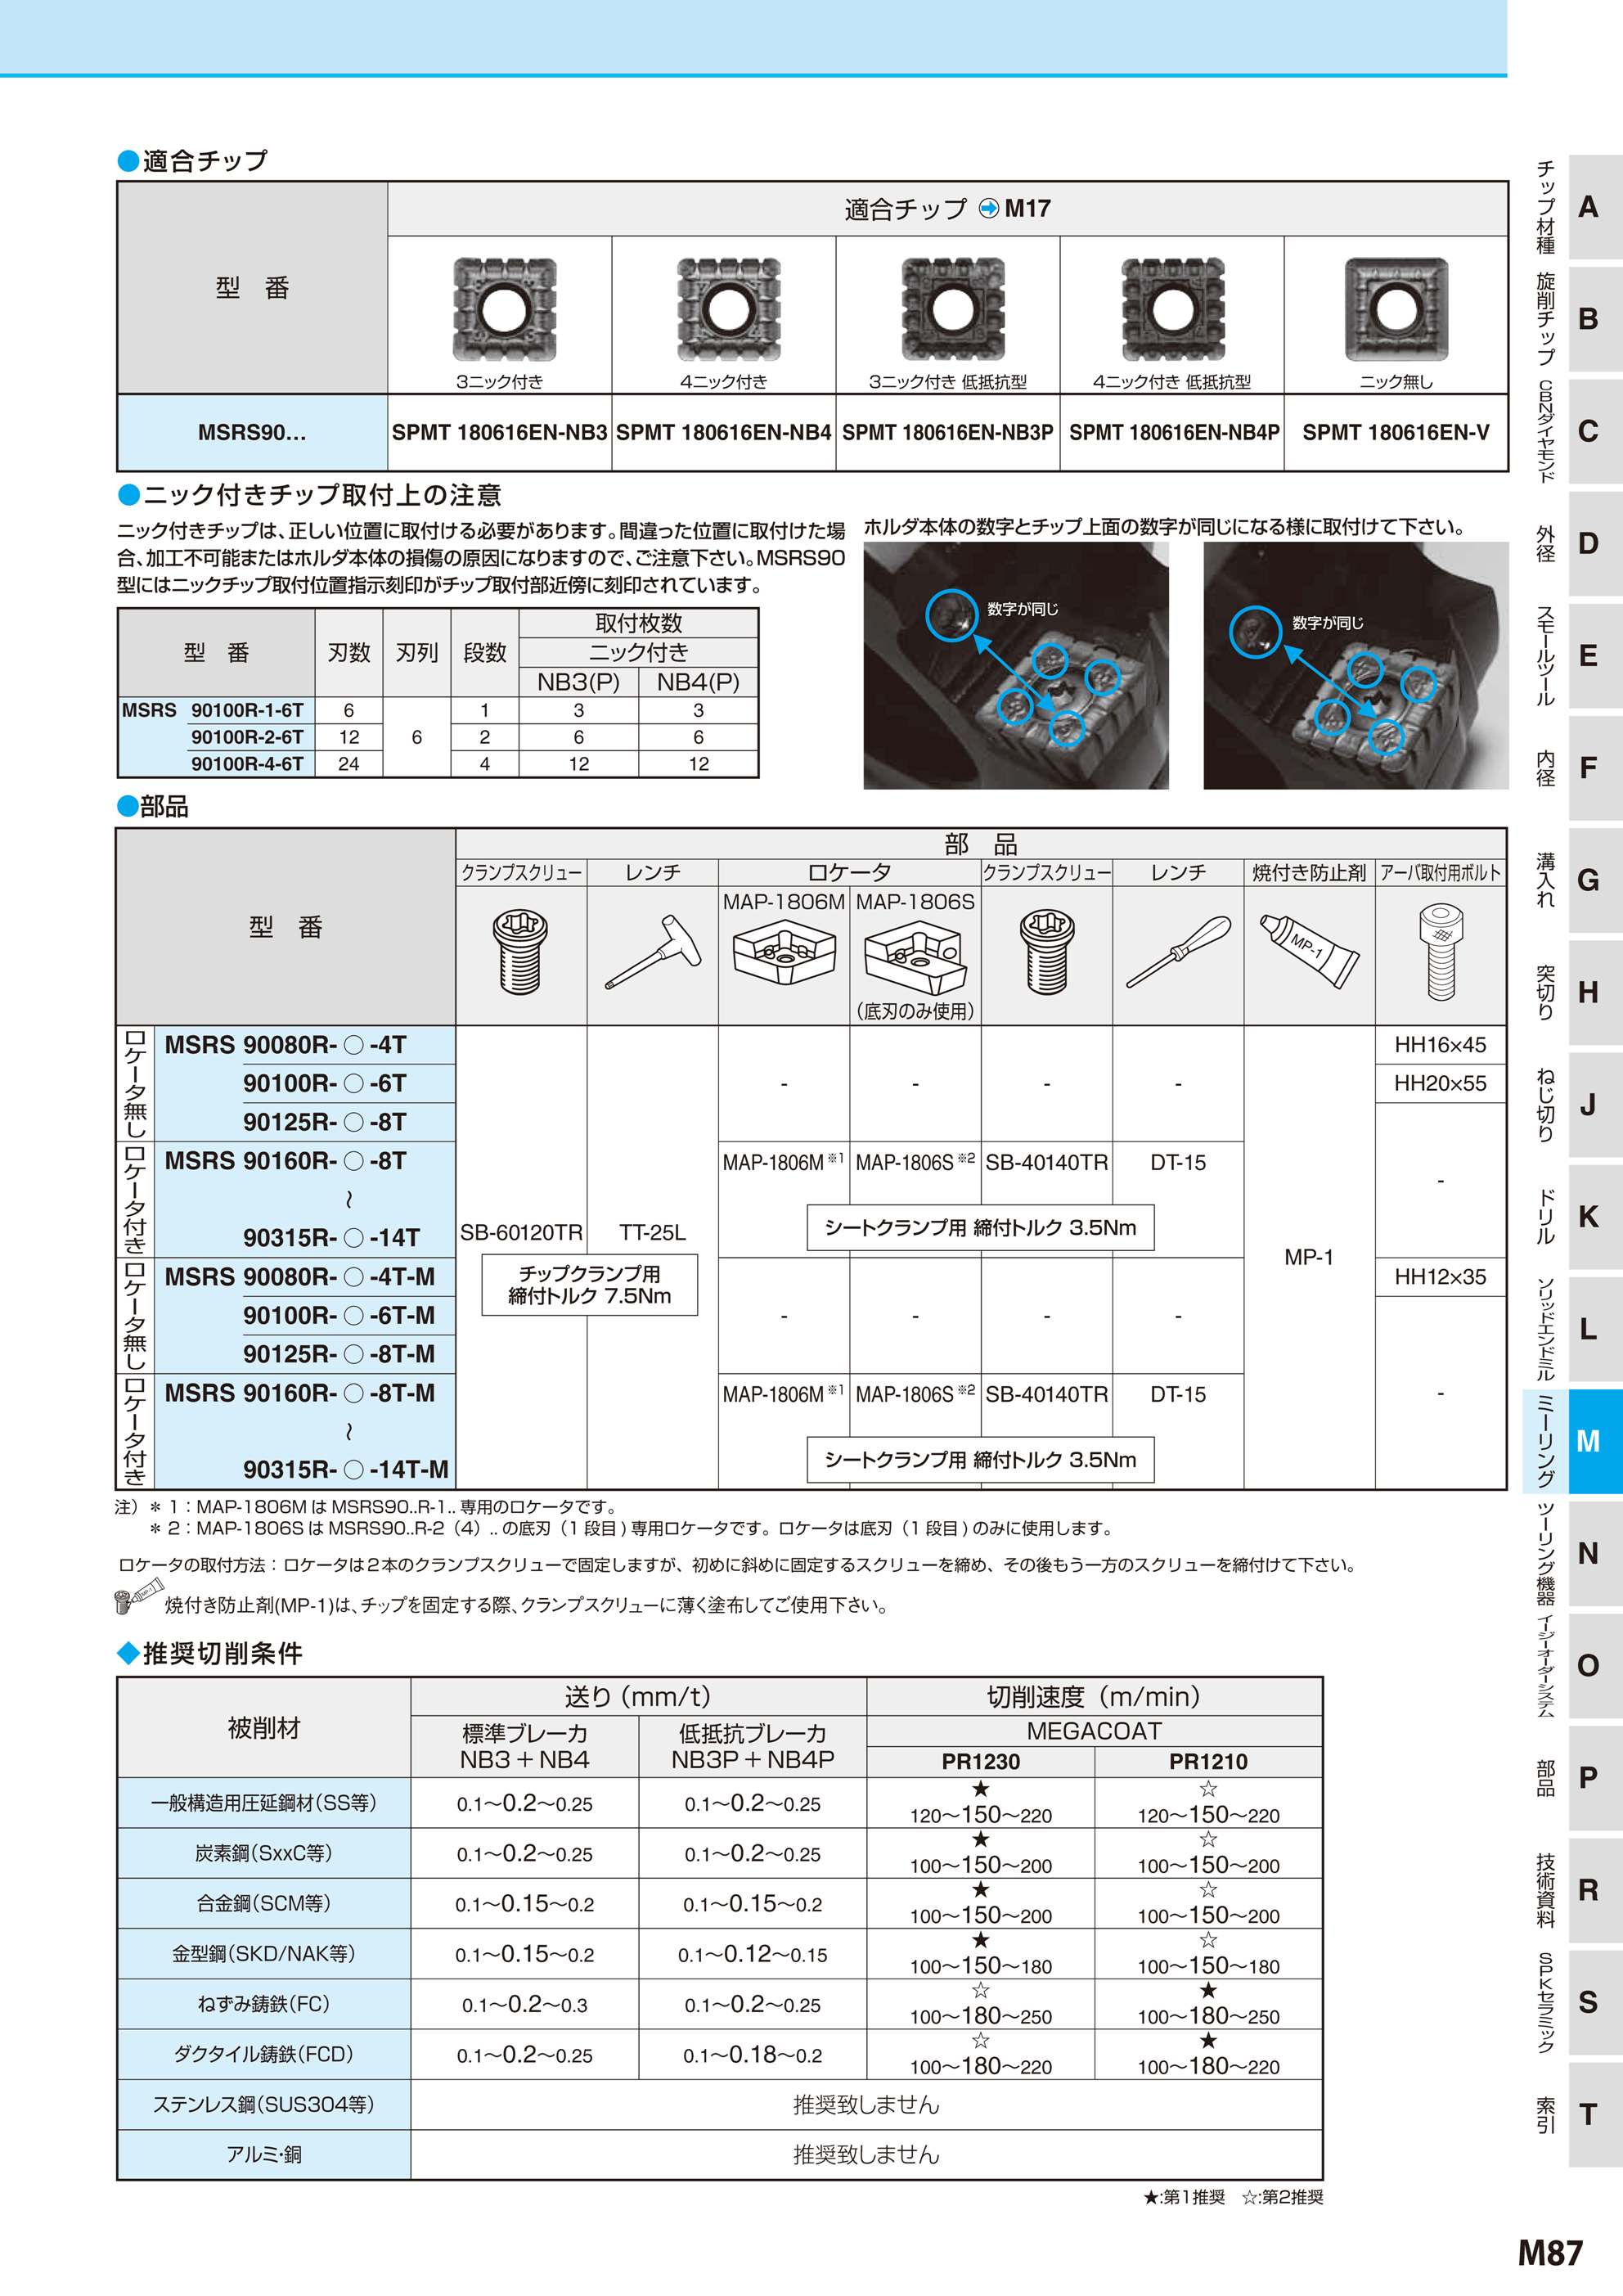 ●適合チップ
型 番
適合チップ ➡ M17
3ニック付き
4ニック付き
3ニック付き 低抵抗型
4ニック付き 低抵抗型
ニック無し
MSRS90... SPMT 180616EN-NB3 SPMT 180616EN-NB4 SPMT 180616EN-NB3P SPMT 180616EN-NB4P SPMT 180616EN-V
●ニック付きチップ取付上の注意
ニック付きチップは、正しい位置に取付ける必要があります。間違った位置に取付けた場
合、加工不可能またはホルダ本体の損傷の原因になりますので、ご注意下さい。MSRS90
型にはニックチップ取付位置指示刻印がチップ取付部近傍に刻印されています。
ホルダ本体の数字とチップ上面の数字が同じになる様に取付けて下さい。
数字が同じ
数字が同じ
型 番 刃数 刃列 段数 取付枚数
ニック付き
NB3(P) NB4(P)
MSRS 90100R-1-6T 6 1 3 3
90100R-2-6T 12 6 2 6 6
90100R-4-6T 24 4 12 12
●部品
型 番
部 品
クランプスクリュー レンチ ロケータ クランプスクリュー レンチ 焼付き防止剤 アーバ取付用ボルト
MAP-1806M MAP-1806S
MP-1
(底刃のみ使用)
ロケータ無し
MSRS 90080R-○-4T HH16×45
90100R-○-6T - - - - HH20×55
90125R-○-8T
ロケータ付き
MSRS 90160R-○-8T MAP-1806M※1 MAP-1806S※2 SB-40140TR DT-15
-
~
シートクランプ用 締付トルク 3.5Nm
90315R-○-14T SB-60120TR TT-25L
MP-1
チップクランプ用
締付トルク 7.5Nm
ロケータ無し
MSRS 90080R-○-4T-M HH12×35
90100R-○-6T-M - - - -
90125R-○-8T-M
ロケータ付き
MSRS 90160R-○-8T-M MAP-1806M※1 MAP-1806S※2 SB-40140TR DT-15 -
~
シートクランプ用 締付トルク 3.5Nm
90315R-○-14T-M
注）＊1：MAP-1806M は MSRS90..R-1.. 専用のロケータです。
＊2：MAP-1806S は MSRS90..R-2（4）.. の底刃（1 段目）専用ロケータです。ロケータは底刃（1 段目）のみに使用します。
ロケータの取付方法：ロケータは2本のクランプスクリューで固定しますが、初めに斜めに固定するスクリューを締め、その後もう一方のスクリューを締付けて下さい。
焼付き防止剤(MP-1)は、チップを固定する際、クランプスクリューに薄く塗布してご使用下さい。
◆推奨切削条件
被削材 送り（mm/t） 切削速度（m/min）
標準ブレーカ 低抵抗ブレーカ MEGACOAT
NB3＋NB4 NB3P＋NB4P PR1230 PR1210
一般構造用圧延鋼材(SS等) 0.1～0.2～0.25 0.1～0.2～0.25 ★ 120～150～220 ☆ 120～150～220
炭素鋼(SxxC等) 0.1～0.2～0.25 0.1～0.2～0.25 ★ 100～150～200 ☆ 100～150～200
合金鋼(SCM等) 0.1～0.15～0.2 0.1～0.15～0.2 ★ 100～150～200 ☆ 100～150～200
金型鋼(SKD/NAK等) 0.1～0.15～0.2 0.1～0.12～0.15 ★ 100～150～180 ☆ 100～150～180
ねずみ鋳鉄(FC) 0.1～0.2～0.3 0.1～0.2～0.25 ☆ 100～180～250 ★ 100～180～250
ダクタイル鋳鉄(FCD) 0.1～0.2～0.25 0.1～0.18～0.2 ☆ 100～180～220 ★ 100～180～220
ステンレス鋼(SUS304等) 推奨致しません
アルミ・銅 推奨致しません
★:第1推奨 ☆:第2推奨
チップ材種 A
旋削チップ B
CBNダイヤモンド C
外径 D
スモールツール E
内径 F
溝入れ G
突切り H
ねじ切り J
ドリル K
ソリッドエンドミル L
ミーリング M
ツーリング機器 N
イージーオーダーシステム O
部品 P
技術資料 R
SPKセラミック S
索引 T
M87